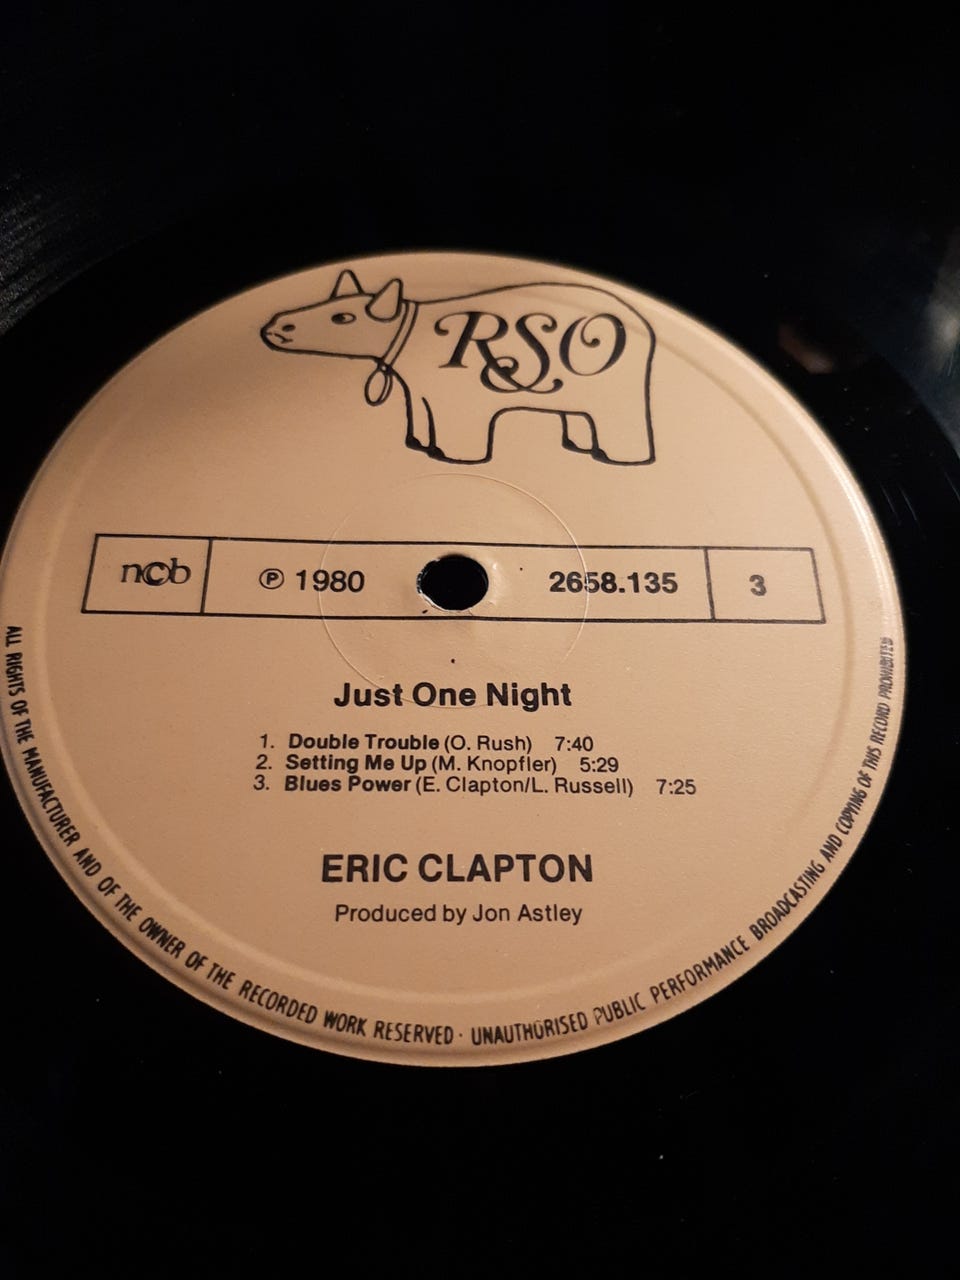 RSO
ncb
℗ 1980
2658.135
3
Just One Night
1. Double Trouble (O. Rush) 7:40
2. Setting Me Up (M. Knopfler) 5:29
3. Blues Power (E. Clapton/L. Russell) 7:25
ERIC CLAPTON
Produced by Jon Astley
ALL RIGHTS OF THE MANUFACTURER AND OF THE OWNER OF THE RECORDED WORK RESERVED · UNAUTHORISED PUBLIC PERFORMANCE BROADCASTING AND COPYING OF THIS RECORD PROHIBITED